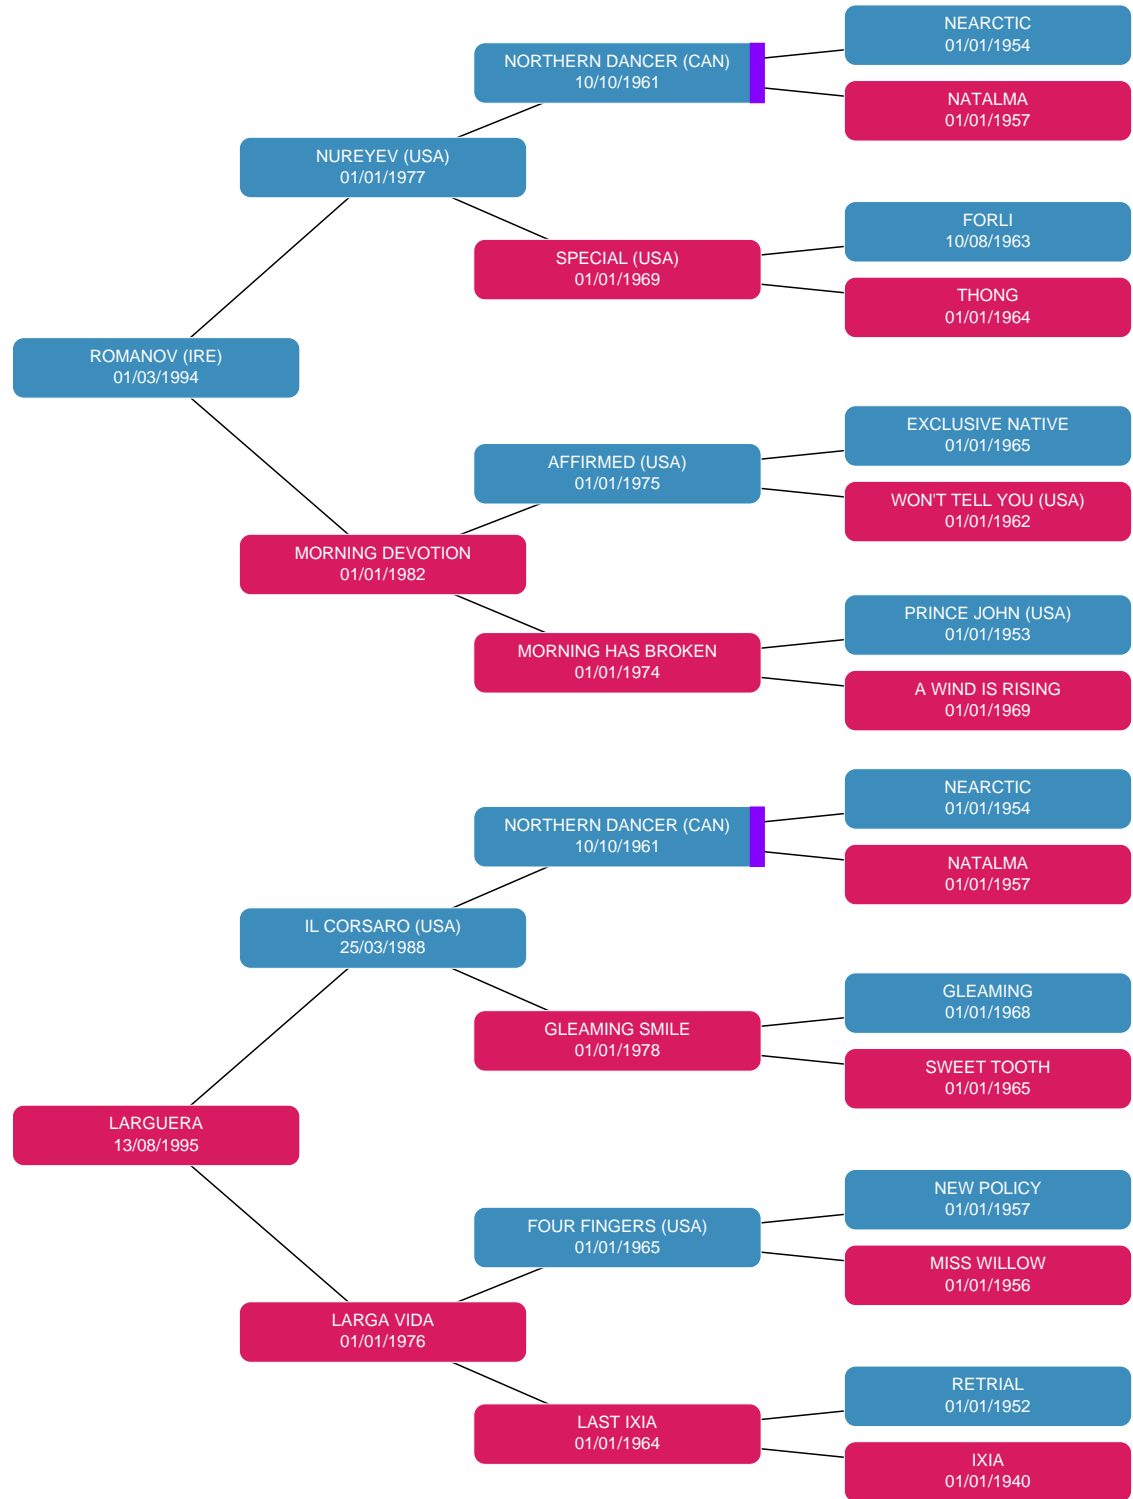 NEARCTIC
01/01/1954
NORTHERN DANCER (CAN)
10/10/1961
NATALMA
01/01/1957
NUREYEV (USA)
01/01/1977
FORLI
10/08/1963
SPECIAL (USA)
01/01/1969
THONG
01/01/1964
ROMANOV (IRE)
01/03/1994
EXCLUSIVE NATIVE
01/01/1965
AFFIRMED (USA)
01/01/1975
WON'T TELL YOU (USA)
01/01/1962
MORNING DEVOTION
01/01/1982
PRINCE JOHN (USA)
01/01/1953
MORNING HAS BROKEN
01/01/1974
A WIND IS RISING
01/01/1969
NEARCTIC
01/01/1954
NORTHERN DANCER (CAN)
10/10/1961
NATALMA
01/01/1957
IL CORSARO (USA)
25/03/1988
GLEAMING
01/01/1968
GLEAMING SMILE
01/01/1978
SWEET TOOTH
01/01/1965
LARGUERA
13/08/1995
NEW POLICY
01/01/1957
FOUR FINGERS (USA)
01/01/1965
MISS WILLOW
01/01/1956
LARGA VIDA
01/01/1976
RETRIAL
01/01/1952
LAST IXIA
01/01/1964
IXIA
01/01/1940